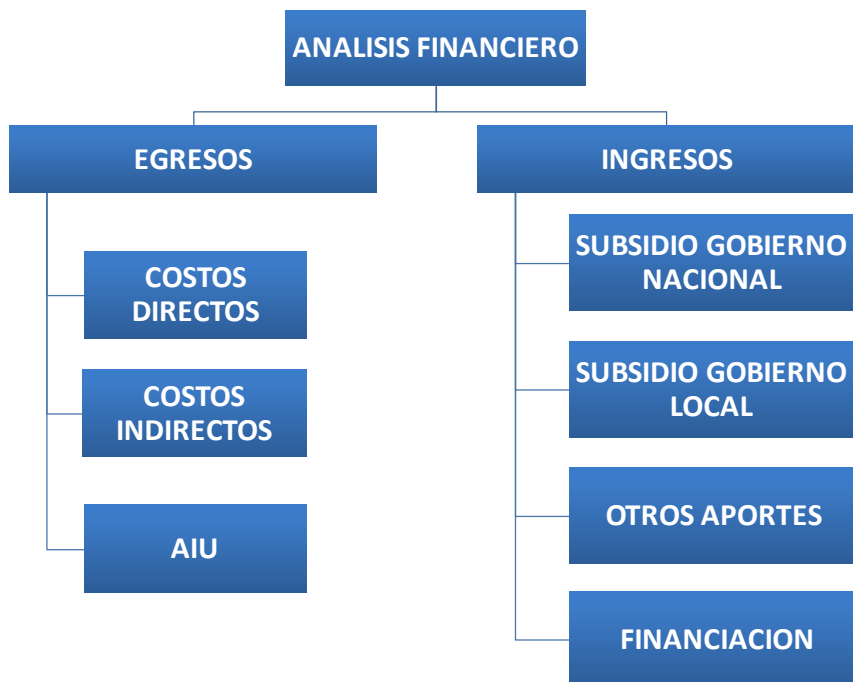 ANALISIS FINANCIERO
EGRESOS
COSTOS
DIRECTOS
COSTOS
INDIRECTOS
AIU
INGRESOS
SUBSIDIO GOBIERNO
NACIONAL
SUBSIDIO GOBIERNO
LOCAL
OTROS APORTES
FINANCIACION